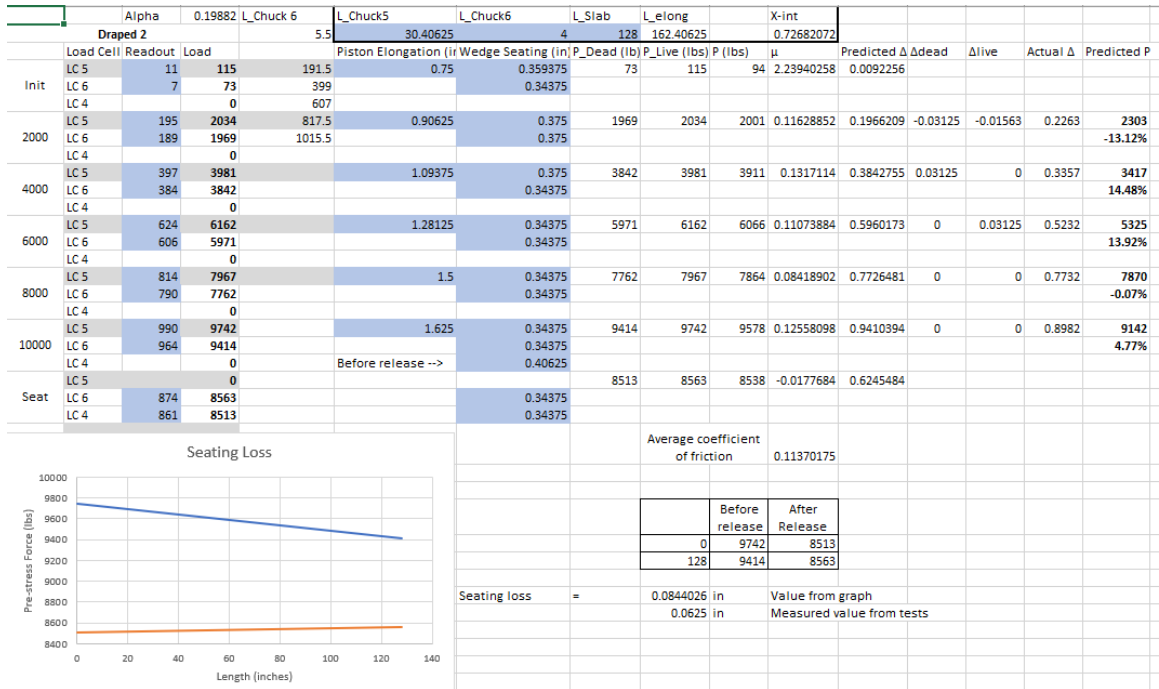 Alpha 0.19882 L_Chuck 6 L_Chuck5 L_Chuck6 L_Slab L_elong X-int
Draped 2 5.5 30.40625 4 128 162.40625 0.72682072
Load Cell Readout Load Piston Elongation (ir Wedge Seating (in) P_Dead (lb) P_Live (lbs) P (lbs) μ Predicted Δ Δdead Δlive Actual Δ Predicted P
LC 5 11 115 191.5 0.75 0.359375 73 115 94 2.23940258 0.0092256
Init LC 6 7 73 399 0.34375
LC 4 0 607
LC 5 195 2034 817.5 0.90625 0.375 1969 2034 2001 0.11628852 0.1966209 -0.03125 -0.01563 0.2263 2303
2000 LC 6 189 1969 1015.5 0.375 -13.12%
LC 4 0
LC 5 397 3981 1.09375 0.375 3842 3981 3911 0.1317114 0.3842755 0.03125 0 0.3357 3417
4000 LC 6 384 3842 0.34375 14.48%
LC 4 0
LC 5 624 6162 1.28125 0.34375 5971 6162 6066 0.11073884 0.5960173 0 0.03125 0.5232 5325
6000 LC 6 606 5971 0.34375 13.92%
LC 4 0
LC 5 814 7967 1.5 0.34375 7762 7967 7864 0.08418902 0.7726481 0 0 0.7732 7870
8000 LC 6 790 7762 0.34375 -0.07%
LC 4 0
LC 5 990 9742 1.625 0.34375 9414 9742 9578 0.12558098 0.9410394 0 0 0.8982 9142
10000 LC 6 964 9414 0.34375 4.77%
LC 4 0 Before release --> 0.40625
LC 5 0 8513 8563 8538 -0.0177684 0.6245484
Seat LC 6 874 8563 0.34375
LC 4 861 8513 0.34375
Average coefficient
of friction 0.11370175
Before After
release Release
0 9742 8513
128 9414 8563
Seating loss = 0.0844026 in Value from graph
0.0625 in Measured value from tests
Seating Loss
Pre-stress Force (lbs)
10000
9800
9600
9400
9200
9000
8800
8600
8400
0 20 40 60 80 100 120 140
Length (inches)